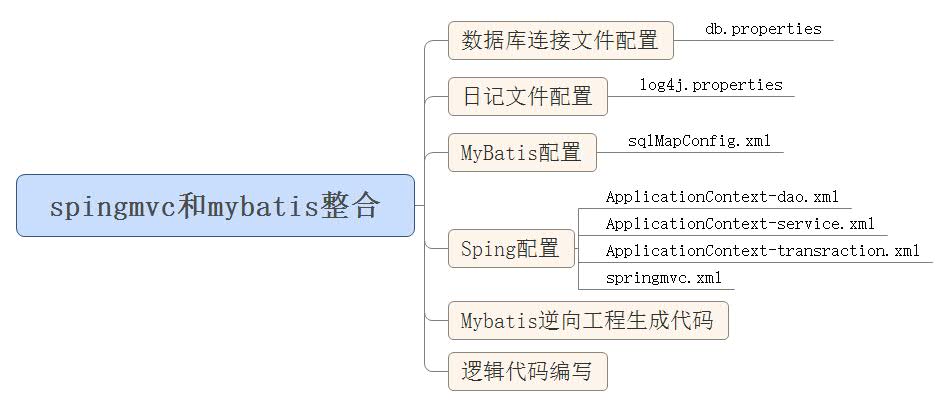 spingmvc和mybatis整合
数据库连接文件配置
db.properties
日记文件配置
log4j.properties
MyBatis配置
sqlMapConfig.xml
Sping配置
ApplicationContext-dao.xml
ApplicationContext-service.xml
ApplicationContext-transraction.xml
springmvc.xml
Mybatis逆向工程生成代码
逻辑代码编写